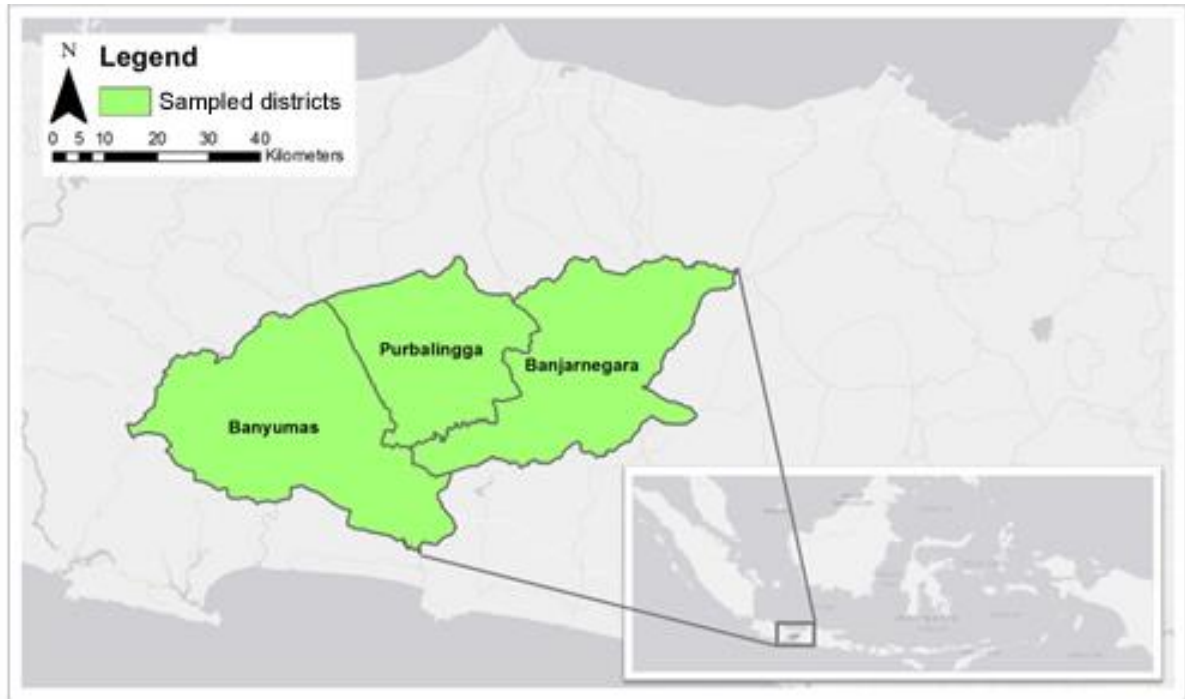 N
Legend
Sampled districts
0 5 10 20 30 40
Kilometers
Purbalingga
Banjarnegara
Banyumas